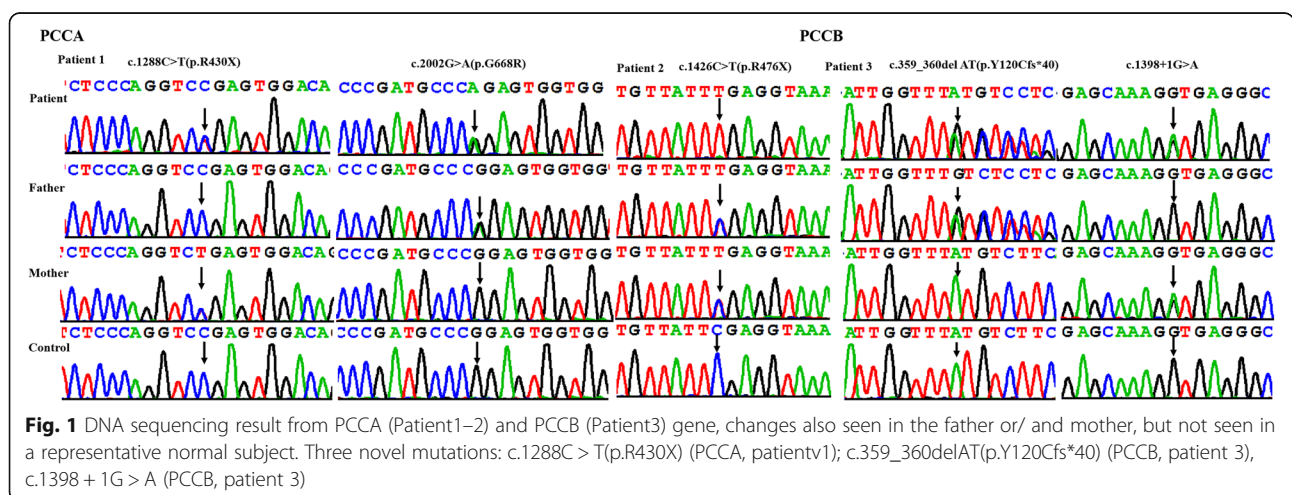 PCCA PCCB
Patient 1 c.1288C>T(p.R430X) c.2002G>A(p.G668R) Patient 2 c.1426C>T(p.R476X) Patient 3 c.359_360delAT(p.Y120Cfs*40) c.1398+1G>A
CTCCCAGGTCCGAGTGGACA CCCGATGCCCAGAGTGGTGG TGTTATTTGAGGTAAA ATTGGTTTATGTCCTC GAGCAAAGGTGAGGGC
Patient
CTCCCAGGTCCGAGTGGACA CCCGATGCCCGGAGTGGTGG TGTTATTTGAGGTAAA ATTGGTTTGTCTCCTC GAGCAAAGGTGAGGGC
Father
CTCCCAGGTCTGAGTGGACAG CCCGATGCCCGGAGTGGTGG TGTTATTTGAGGTAAA ATTGGTTTATGTCTTC GAGCAAAGGTGAGGGC
Mother
CTCCCAGGTCCGAGTGGACA CCCGATGCCCGGAGTGGTGG TGTTATTCGAGGTAAA ATTGGTTTATGTCTTC GAGCAAAGGTGAGGGC
Control
Fig. 1 DNA sequencing result from PCCA (Patient1–2) and PCCB (Patient3) gene, changes also seen in the father or/ and mother, but not seen in
a representative normal subject. Three novel mutations: c.1288C > T(p.R430X) (PCCA, patientv1); c.359_360delAT(p.Y120Cfs*40) (PCCB, patient 3),
c.1398 + 1G > A (PCCB, patient 3)